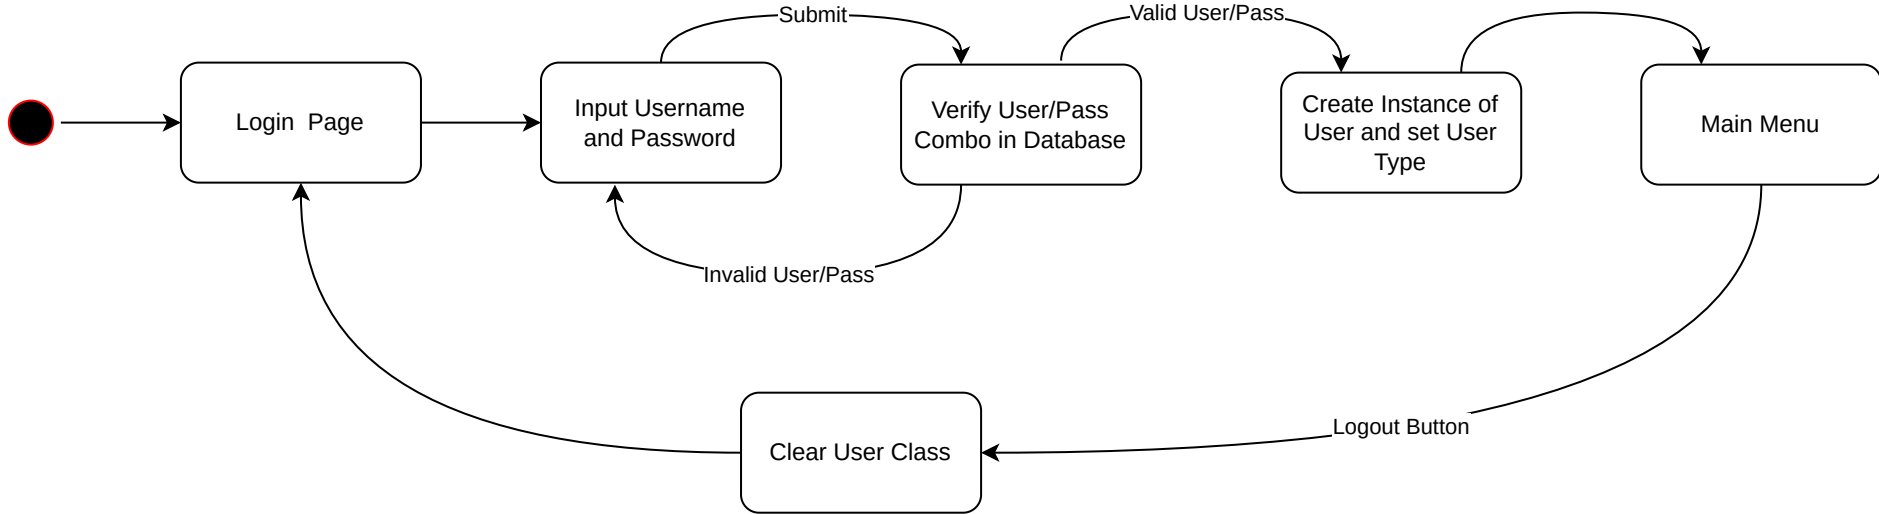 Submit
Valid User/Pass
Login  Page
Input Username
and Password
Verify User/Pass
Combo in Database
Create Instance of
User and set User
Type
Main Menu
Invalid User/Pass
Logout Button
Clear User Class